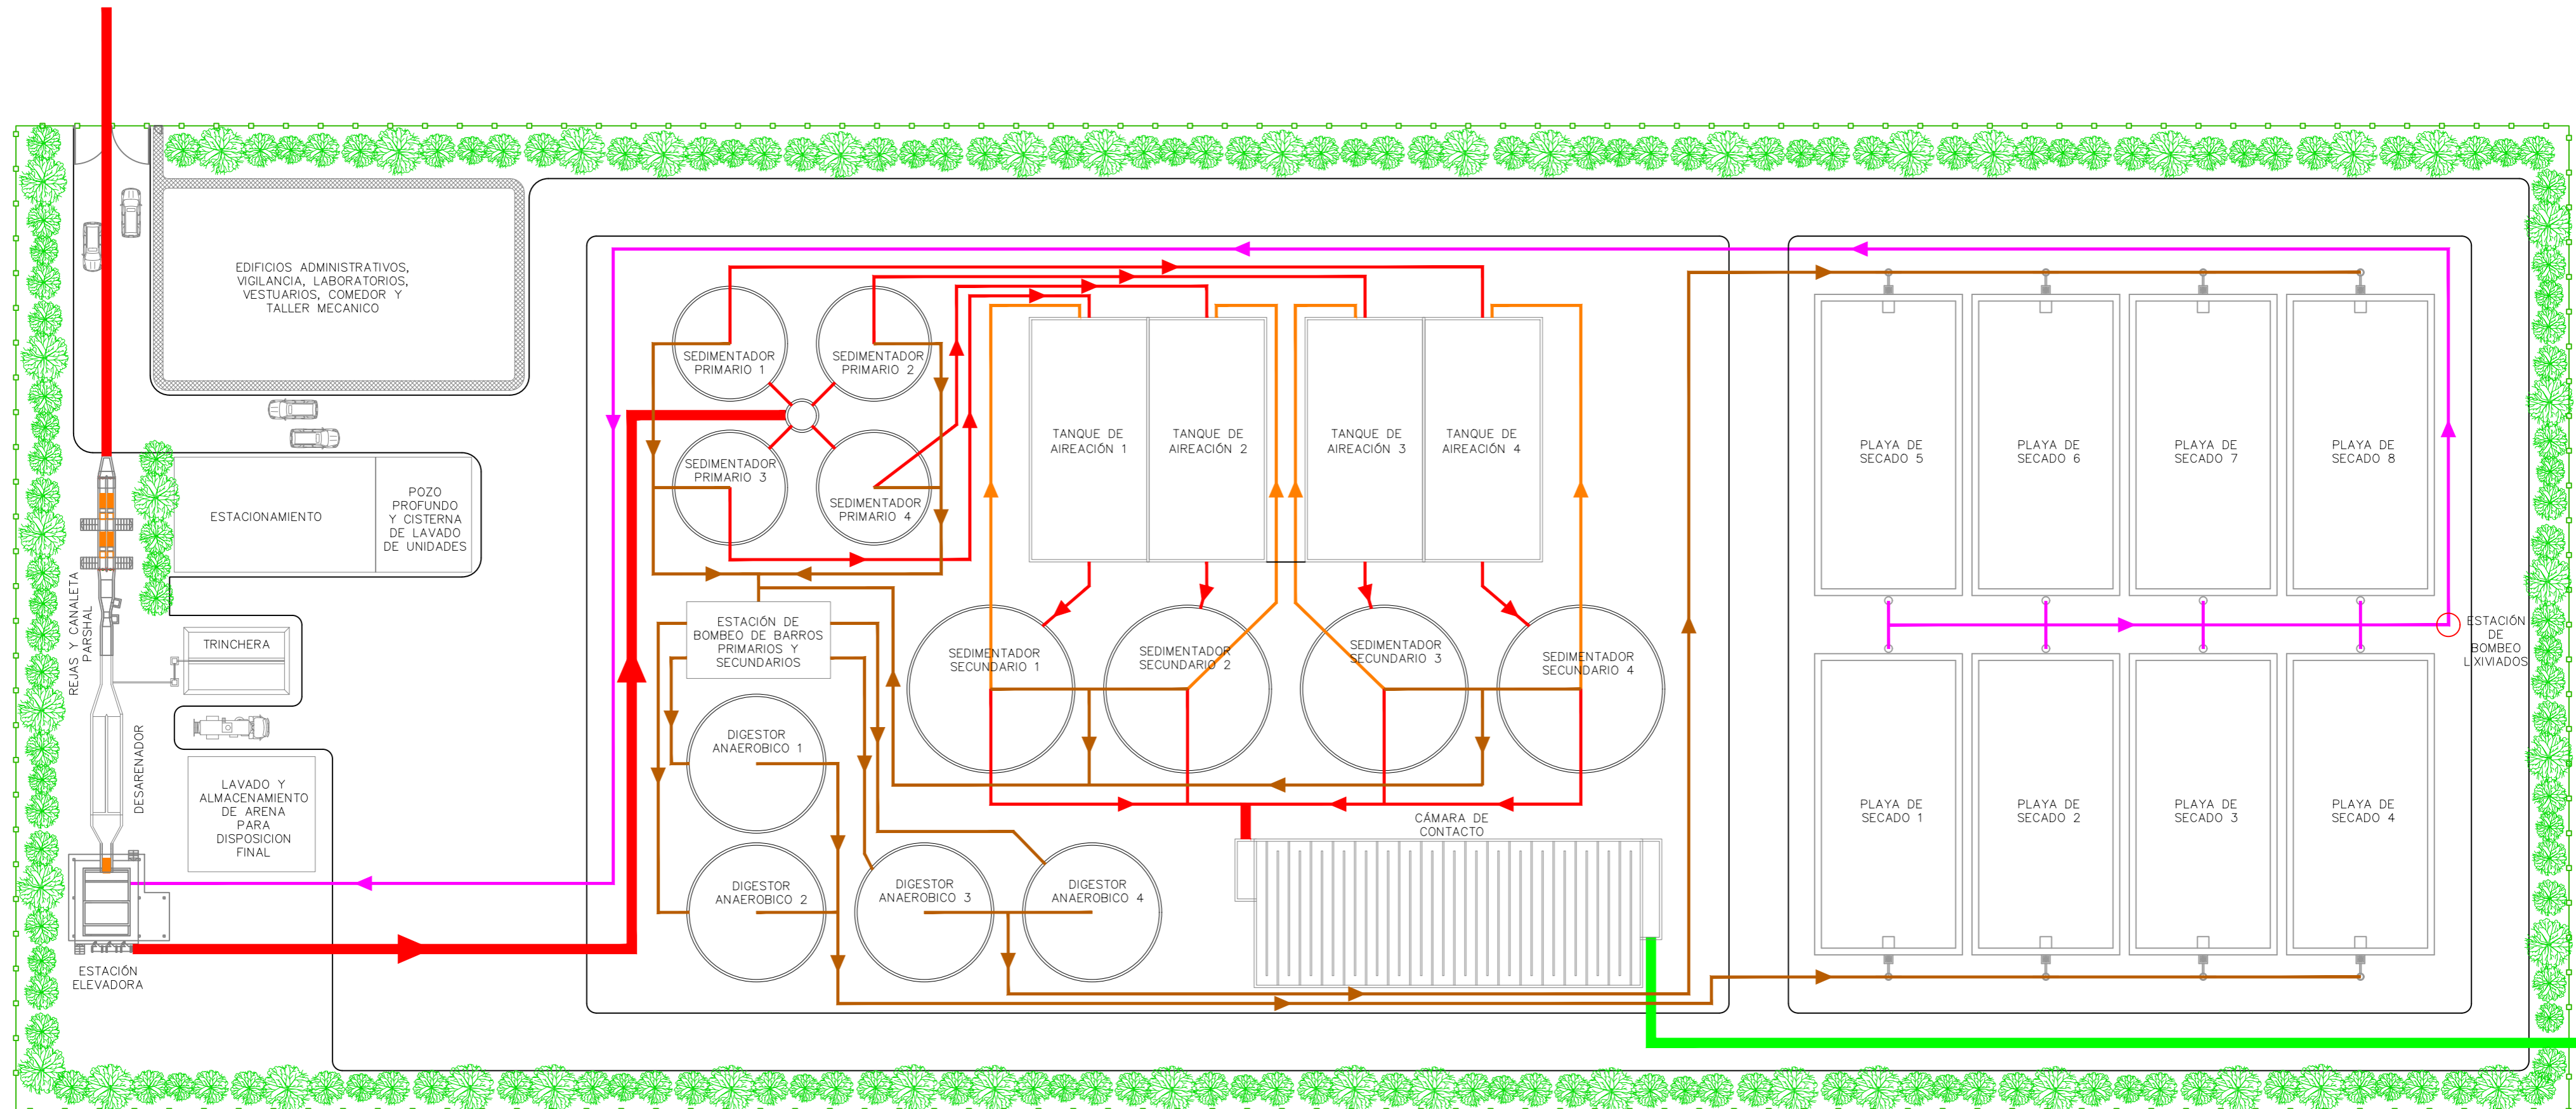 EDIFICIOS ADMINISTRATIVOS,
VIGILANCIA, LABORATORIOS,
VESTUARIOS, COMEDOR Y
TALLER MECANICO
ESTACIONAMIENTO
POZO
PROFUNDO
Y CISTERNA
DE LAVADO
DE UNIDADES
REJAS Y CANALETA
PARSHAL
TRINCHERA
DESARENADOR
LAVADO Y
ALMACENAMIENTO
DE ARENA
PARA
DISPOSICION
FINAL
ESTACIÓN
ELEVADORA
SEDIMENTADOR
PRIMARIO 1
SEDIMENTADOR
PRIMARIO 2
SEDIMENTADOR
PRIMARIO 3
SEDIMENTADOR
PRIMARIO 4
TANQUE DE
AIREACIÓN 1
TANQUE DE
AIREACIÓN 2
TANQUE DE
AIREACIÓN 3
TANQUE DE
AIREACIÓN 4
ESTACIÓN DE
BOMBEO DE BARROS
PRIMARIOS Y
SECUNDARIOS
SEDIMENTADOR
SECUNDARIO 1
SEDIMENTADOR
SECUNDARIO 2
SEDIMENTADOR
SECUNDARIO 3
SEDIMENTADOR
SECUNDARIO 4
DIGESTOR
ANAEROBICO 1
DIGESTOR
ANAEROBICO 2
DIGESTOR
ANAEROBICO 3
DIGESTOR
ANAEROBICO 4
CÁMARA DE
CONTACTO
PLAYA DE
SECADO 5
PLAYA DE
SECADO 6
PLAYA DE
SECADO 7
PLAYA DE
SECADO 8
ESTACIÓN
DE
BOMBEO
LIXIVIADOS
PLAYA DE
SECADO 1
PLAYA DE
SECADO 2
PLAYA DE
SECADO 3
PLAYA DE
SECADO 4